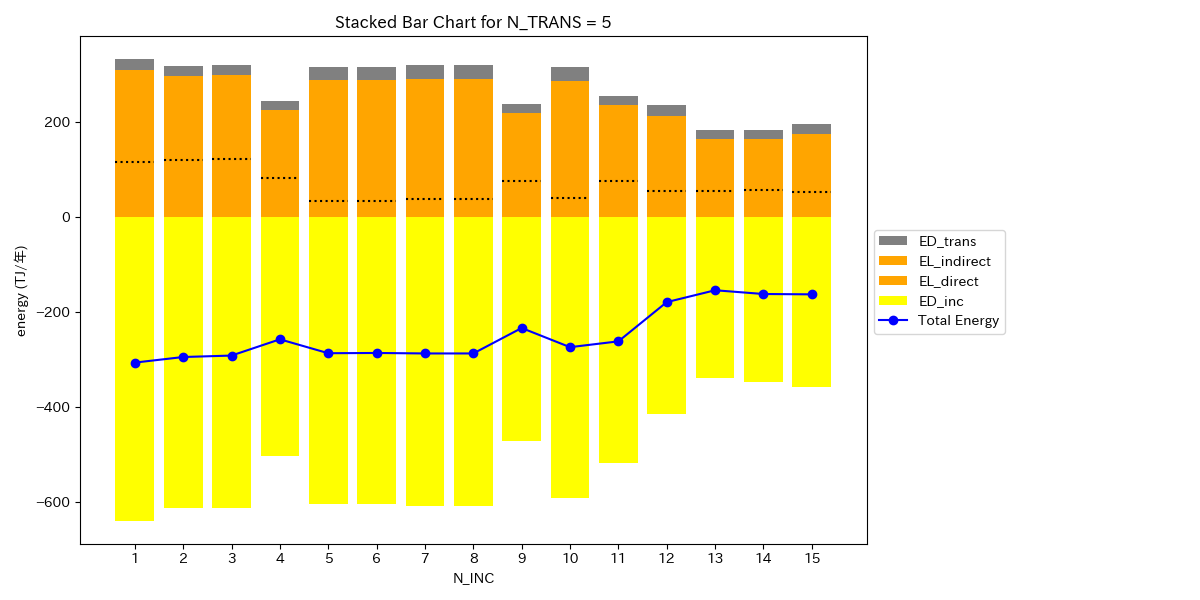 Stacked Bar Chart for N_TRANS = 5
energy (TJ/年)
200
0
−200
−400
−600
1 2 3 4 5 6 7 8 9 10 11 12 13 14 15
N_INC
ED_trans
EL_indirect
EL_direct
ED_inc
Total Energy